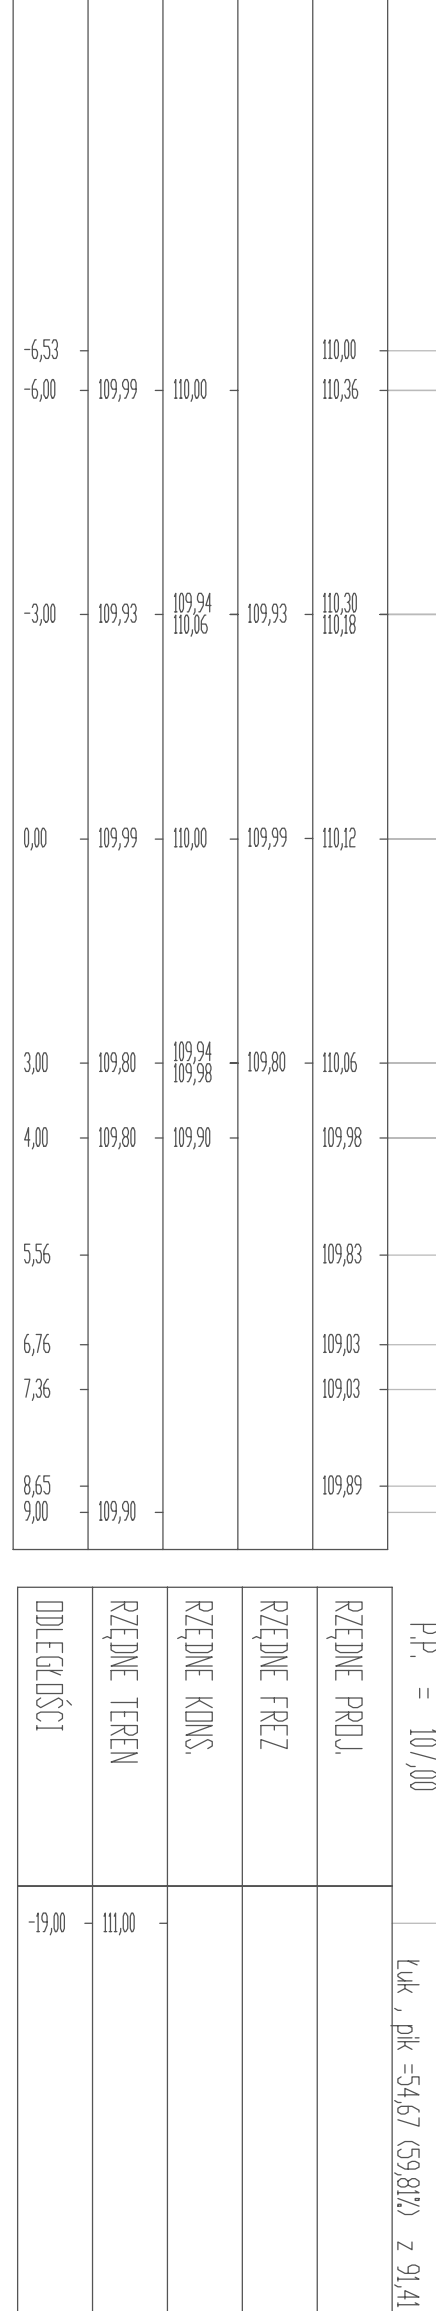 -6,53 110,00
-6,00 109,99 110,00 110,36
-3,00 109,93 109,94 109,93 110,30
110,06 110,18
0,00 109,99 110,00 109,99 110,12
3,00 109,80 109,94 109,80 110,06
109,98
4,00 109,80 109,90 109,98
5,56 109,83
6,76 109,03
7,36 109,03
8,65 109,89
9,00 109,90
P.P. = 107,00
RZĘDNE PROJ.
RZĘDNE FREZ
RZĘDNE KONS.
RZĘDNE TEREN
ODLEGŁOŚCI
-19,00 111,00
Łuk , pik =54,67 (59,81%) z 91,41